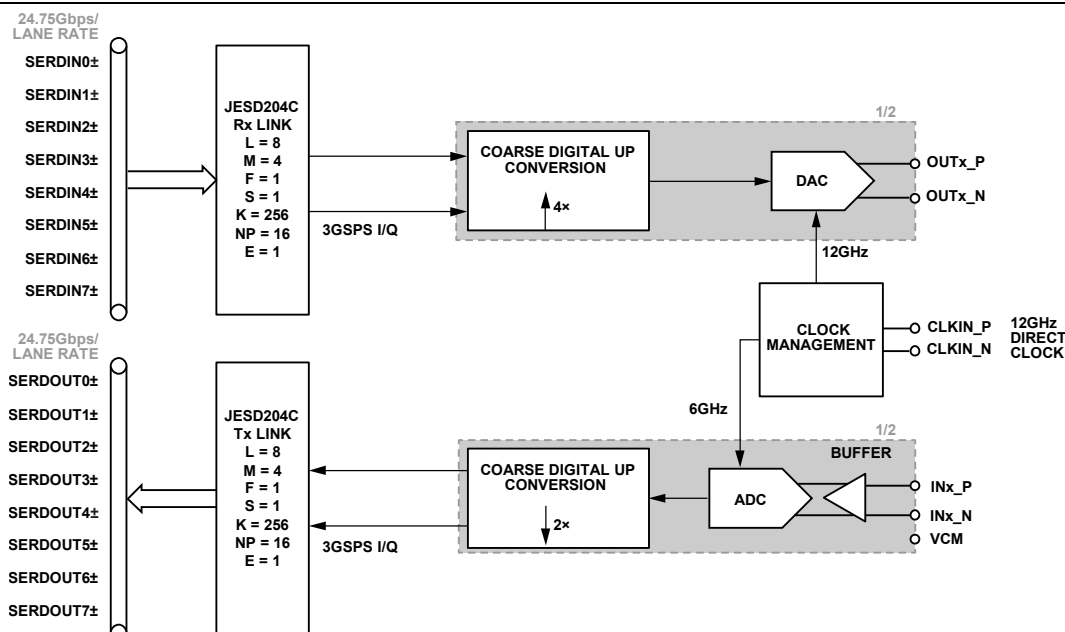 24.75Gbps/
LANE RATE
SERDIN0±
SERDIN1±
SERDIN2±
SERDIN3±
SERDIN4±
SERDIN5±
SERDIN6±
SERDIN7±
JESD204C
Rx LINK
L = 8
M = 4
F = 1
S = 1
K = 256
NP = 16
E = 1
3GSPS I/Q
1/2
COARSE DIGITAL UP
CONVERSION
4×
DAC
OUTx_P
OUTx_N
12GHz
CLOCK
MANAGEMENT
CLKIN_P
CLKIN_N
12GHz
DIRECT
CLOCK
6GHz
24.75Gbps/
LANE RATE
SERDOUT0±
SERDOUT1±
SERDOUT2±
SERDOUT3±
SERDOUT4±
SERDOUT5±
SERDOUT6±
SERDOUT7±
JESD204C
Tx LINK
L = 8
M = 4
F = 1
S = 1
K = 256
NP = 16
E = 1
3GSPS I/Q
1/2
COARSE DIGITAL UP
CONVERSION
2×
ADC
BUFFER
INx_P
INx_N
VCM